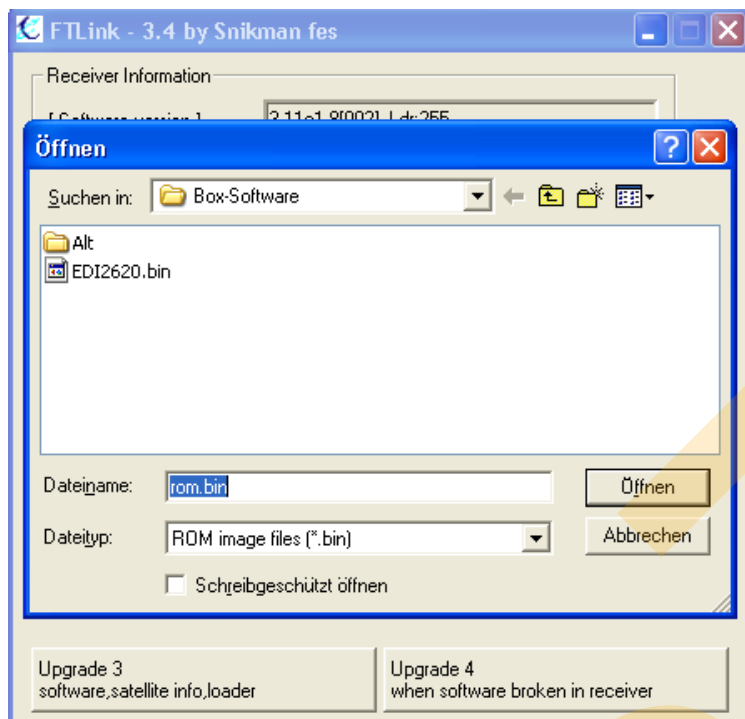 FTLink - 3.4 by Snikman fes
Receiver Information
Öffnen
Suchen in: Box-Software
Alt
EDI2620.bin
Dateiname: rom.bin Öffnen
Dateityp: ROM image files (*.bin) Abbrechen
Schreibgeschützt öffnen
Upgrade 3 Upgrade 4
software,satellite info,loader when software broken in receiver